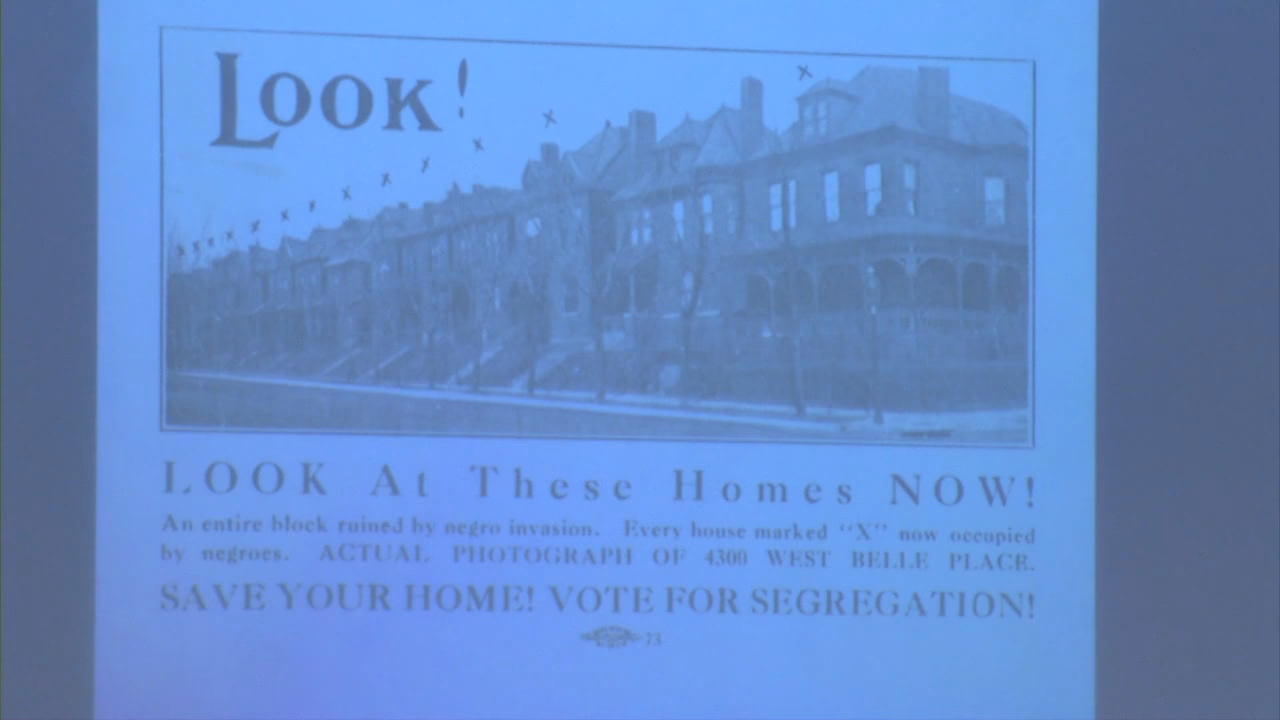 LOOK!
LOOK At These Homes NOW!
An entire block ruined by negro invasion. Every house marked "X" now occupied
by negroes. ACTUAL PHOTOGRAPH OF 4300 WEST BELLE PLACE.
SAVE YOUR HOME! VOTE FOR SEGREGATION!
73